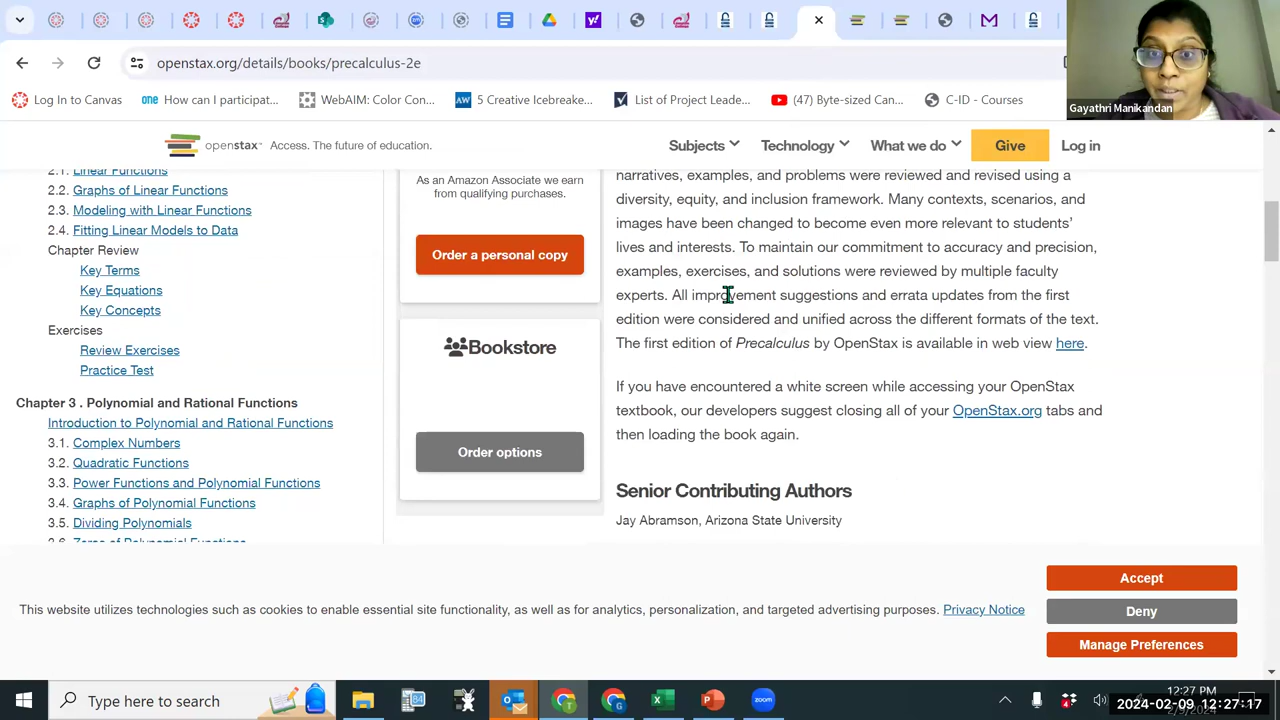 openstax.org/details/books/precalculus-2e
Gayathri Manikandan
Log In to Canvas
one How can I participat...
WebAIM: Color Con...
AW 5 Creative Icebreake...
List of Project Leade...
(47) Byte-sized Can...
C-ID - Courses
openstax Access. The future of education.
Subjects
Technology
What we do
Give
Log in
2.1. Linear Functions
2.2. Graphs of Linear Functions
2.3. Modeling with Linear Functions
2.4. Fitting Linear Models to Data
Chapter Review
Key Terms
Key Equations
Key Concepts
Exercises
Review Exercises
Practice Test
Chapter 3 . Polynomial and Rational Functions
Introduction to Polynomial and Rational Functions
3.1. Complex Numbers
3.2. Quadratic Functions
3.3. Power Functions and Polynomial Functions
3.4. Graphs of Polynomial Functions
3.5. Dividing Polynomials
3.6. Zeros of Polynomial Functions
As an Amazon Associate we earn
from qualifying purchases.
Order a personal copy
Bookstore
Order options
narratives, examples, and problems were reviewed and revised using a
diversity, equity, and inclusion framework. Many contexts, scenarios, and
images have been changed to become even more relevant to students'
lives and interests. To maintain our commitment to accuracy and precision,
examples, exercises, and solutions were reviewed by multiple faculty
experts. All improvement suggestions and errata updates from the first
edition were considered and unified across the different formats of the text.
The first edition of Precalculus by OpenStax is available in web view here.
If you have encountered a white screen while accessing your OpenStax
textbook, our developers suggest closing all of your OpenStax.org tabs and
then loading the book again.
Senior Contributing Authors
Jay Abramson, Arizona State University
This website utilizes technologies such as cookies to enable essential site functionality, as well as for analytics, personalization, and targeted advertising purposes. Privacy Notice
Accept
Deny
Manage Preferences
Type here to search
zoom
12:27 PM
2024-02-09 12:27:17